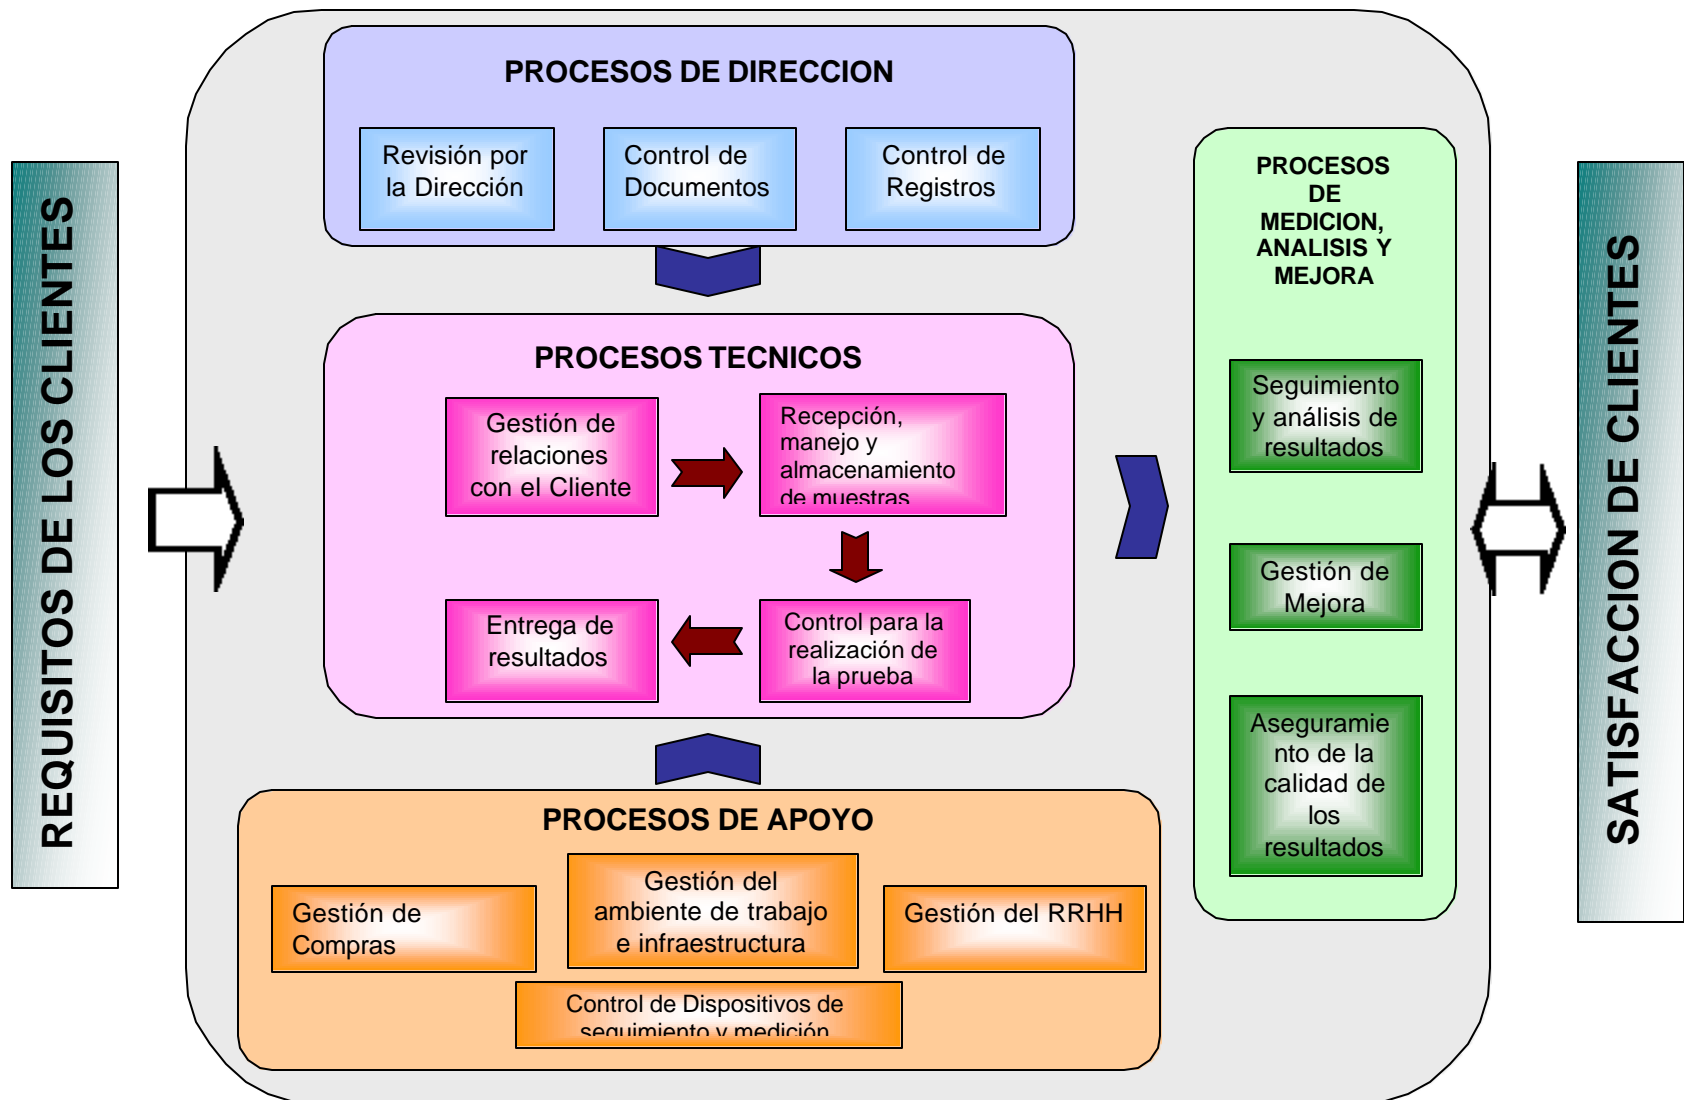 REQUISITOS DE LOS CLIENTES
PROCESOS DE DIRECCION
Revisión por
la Dirección
Control de
Documentos
Control de
Registros
PROCESOS TECNICOS
Gestión de
relaciones
con el Cliente
Recepción,
manejo y
almacenamiento
de muestras
Control para la
realización de
la prueba
Entrega de
resultados
PROCESOS DE APOYO
Gestión de
Compras
Gestión del
ambiente de trabajo
e infraestructura
Gestión del RRHH
Control de Dispositivos de
seguimiento y medición
PROCESOS
DE
MEDICION,
ANALISIS Y
MEJORA
Seguimiento
y análisis de
resultados
Gestión de
Mejora
Aseguramie
nto de la
calidad de
los
resultados
SATISFACCION DE CLIENTES